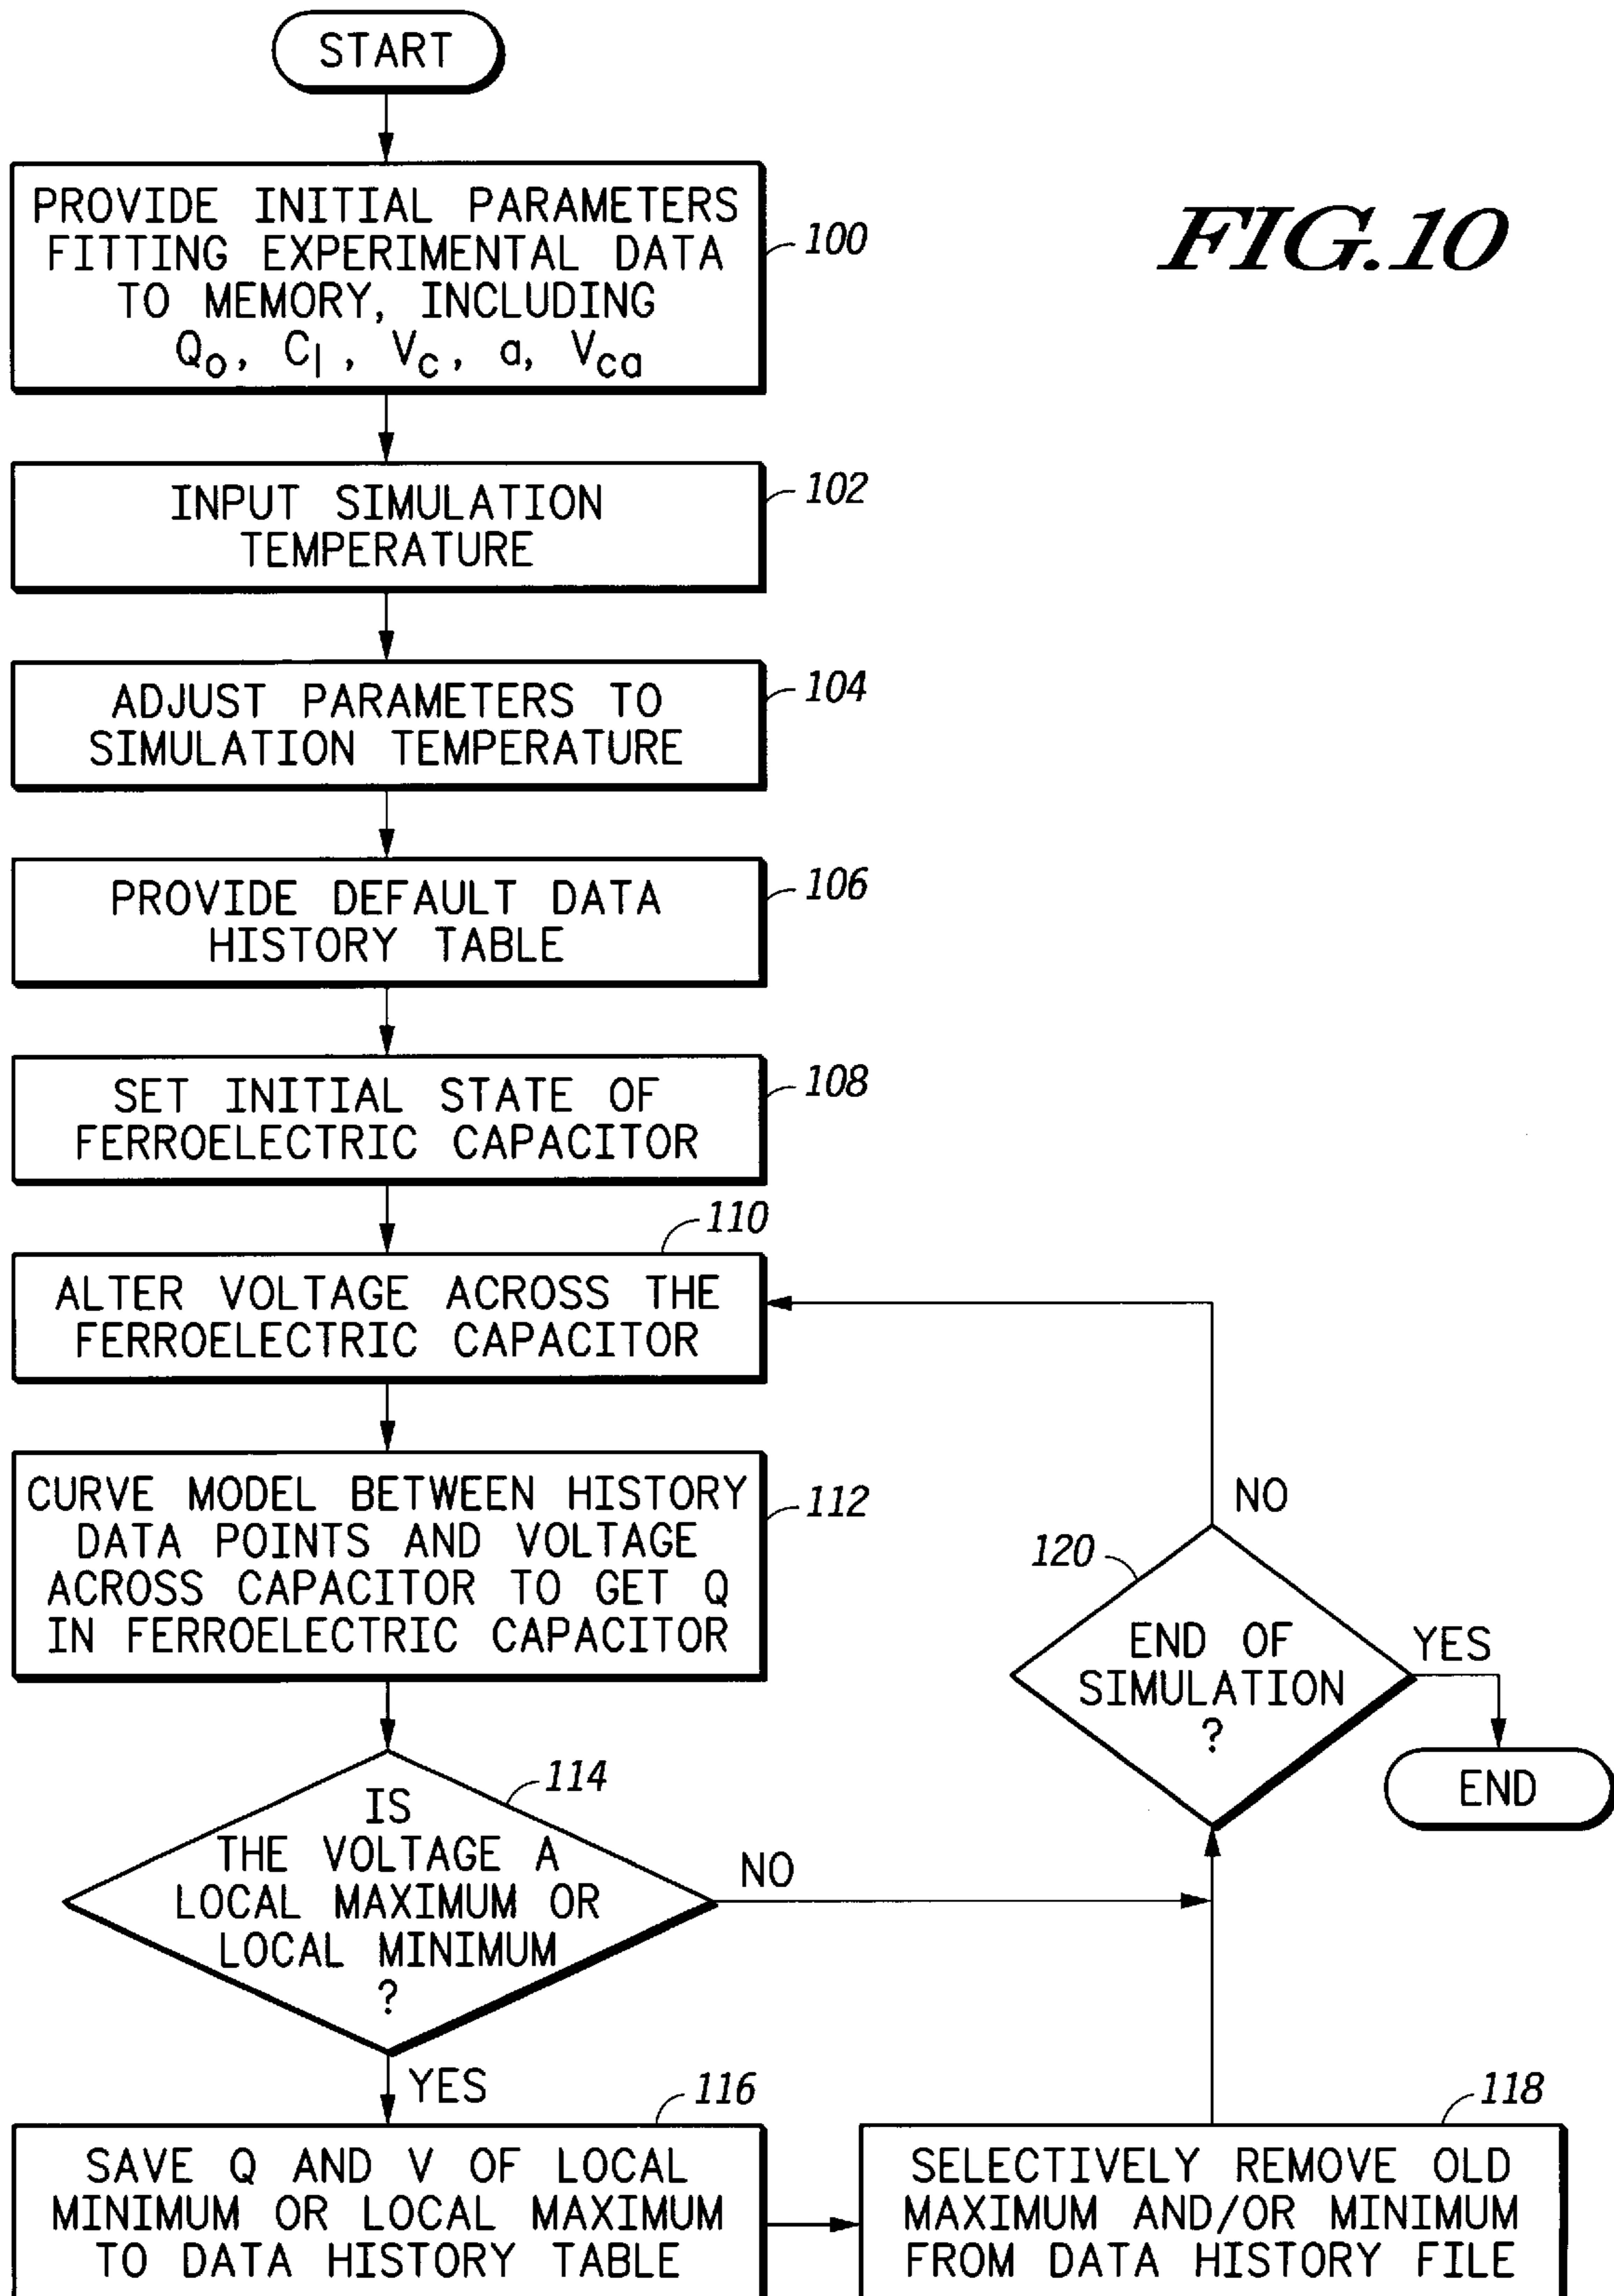 START
FIG.10
PROVIDE INITIAL PARAMETERS
FITTING EXPERIMENTAL DATA
TO MEMORY, INCLUDING
Qo, Cl, Vc, a, Vca
100
INPUT SIMULATION
TEMPERATURE
102
ADJUST PARAMETERS TO
SIMULATION TEMPERATURE
104
PROVIDE DEFAULT DATA
HISTORY TABLE
106
SET INITIAL STATE OF
FERROELECTRIC CAPACITOR
108
110
ALTER VOLTAGE ACROSS THE
FERROELECTRIC CAPACITOR
CURVE MODEL BETWEEN HISTORY
DATA POINTS AND VOLTAGE
ACROSS CAPACITOR TO GET Q
IN FERROELECTRIC CAPACITOR
112
114
IS
THE VOLTAGE A
LOCAL MAXIMUM OR
LOCAL MINIMUM
?
NO
YES
116
SAVE Q AND V OF LOCAL
MINIMUM OR LOCAL MAXIMUM
TO DATA HISTORY TABLE
118
SELECTIVELY REMOVE OLD
MAXIMUM AND/OR MINIMUM
FROM DATA HISTORY FILE
120
END OF
SIMULATION
?
NO
YES
END